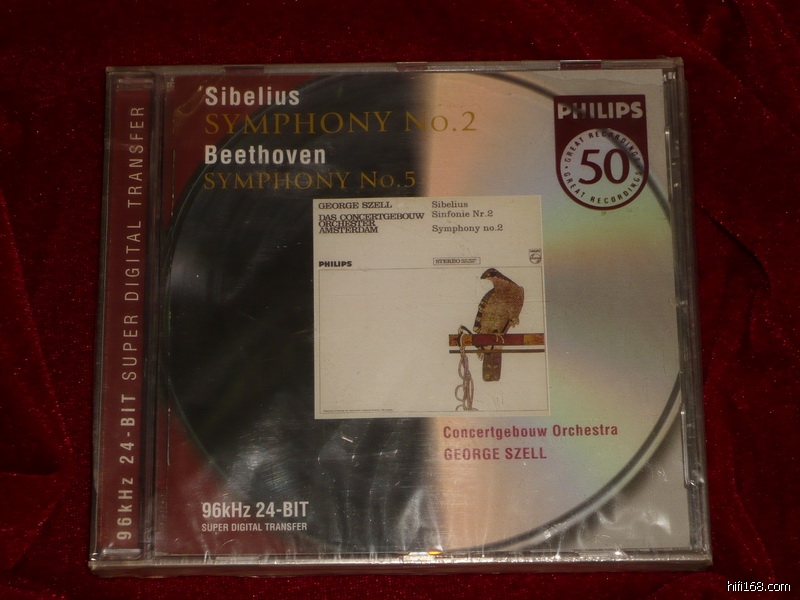 96kHz 24-BIT SUPER DIGITAL TRANSFER
Sibelius
SYMPHONY No.2
Beethoven
SYMPHONY No.5
PHILIPS
GREAT RECORDINGS
50
GREAT RECORDINGS
GEORGE SZELL
DAS CONCERTGEBOUW
ORCHESTER
AMSTERDAM
Sibelius
Sinfonie Nr.2
Symphony no.2
PHILIPS
STEREO
Concertgebouw Orchestra
GEORGE SZELL
96kHz 24-BIT
SUPER DIGITAL TRANSFER
hifi168.com